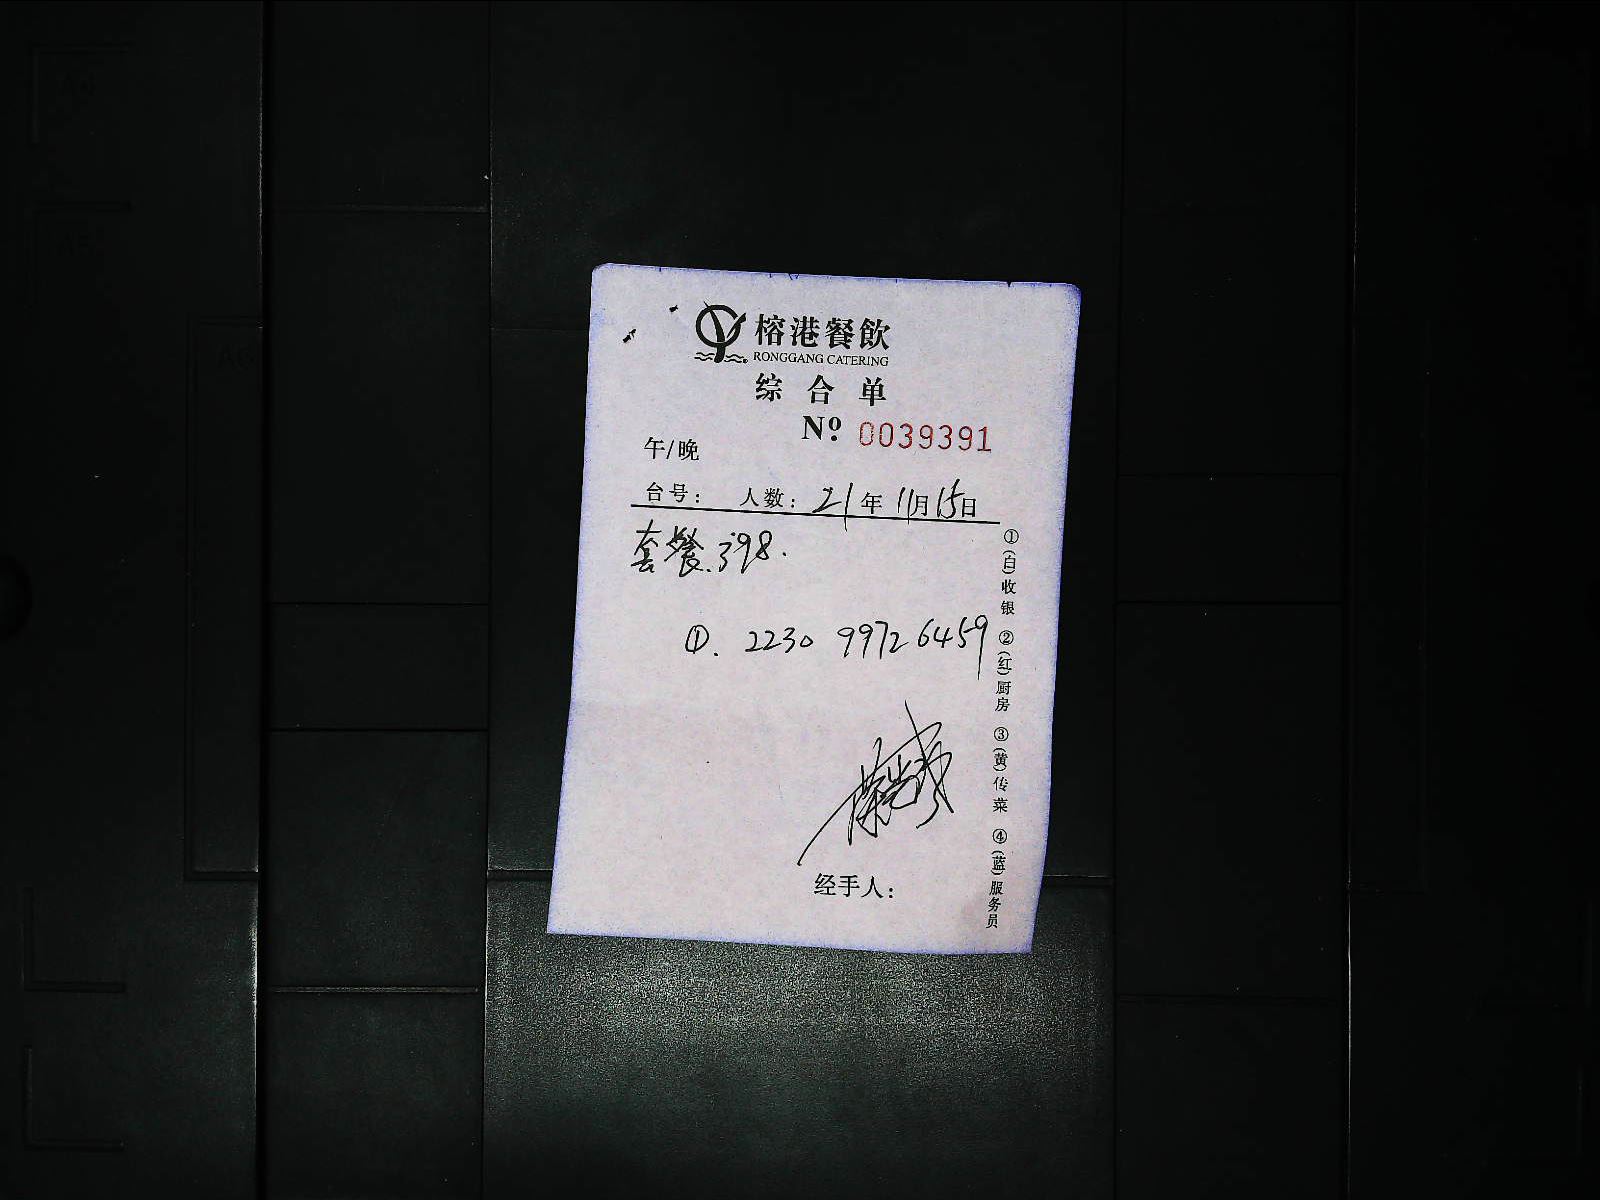 榕港餐飲
RONGGANG CATERING
综合单
Nº 0039391
午/晚
台号: 人数: 21年 11月15日
套餐.398.
①. 2230 9972 6459
经手人:
①(白)收银 ②(红)厨房 ③(黄)传菜 ④(蓝)服务员